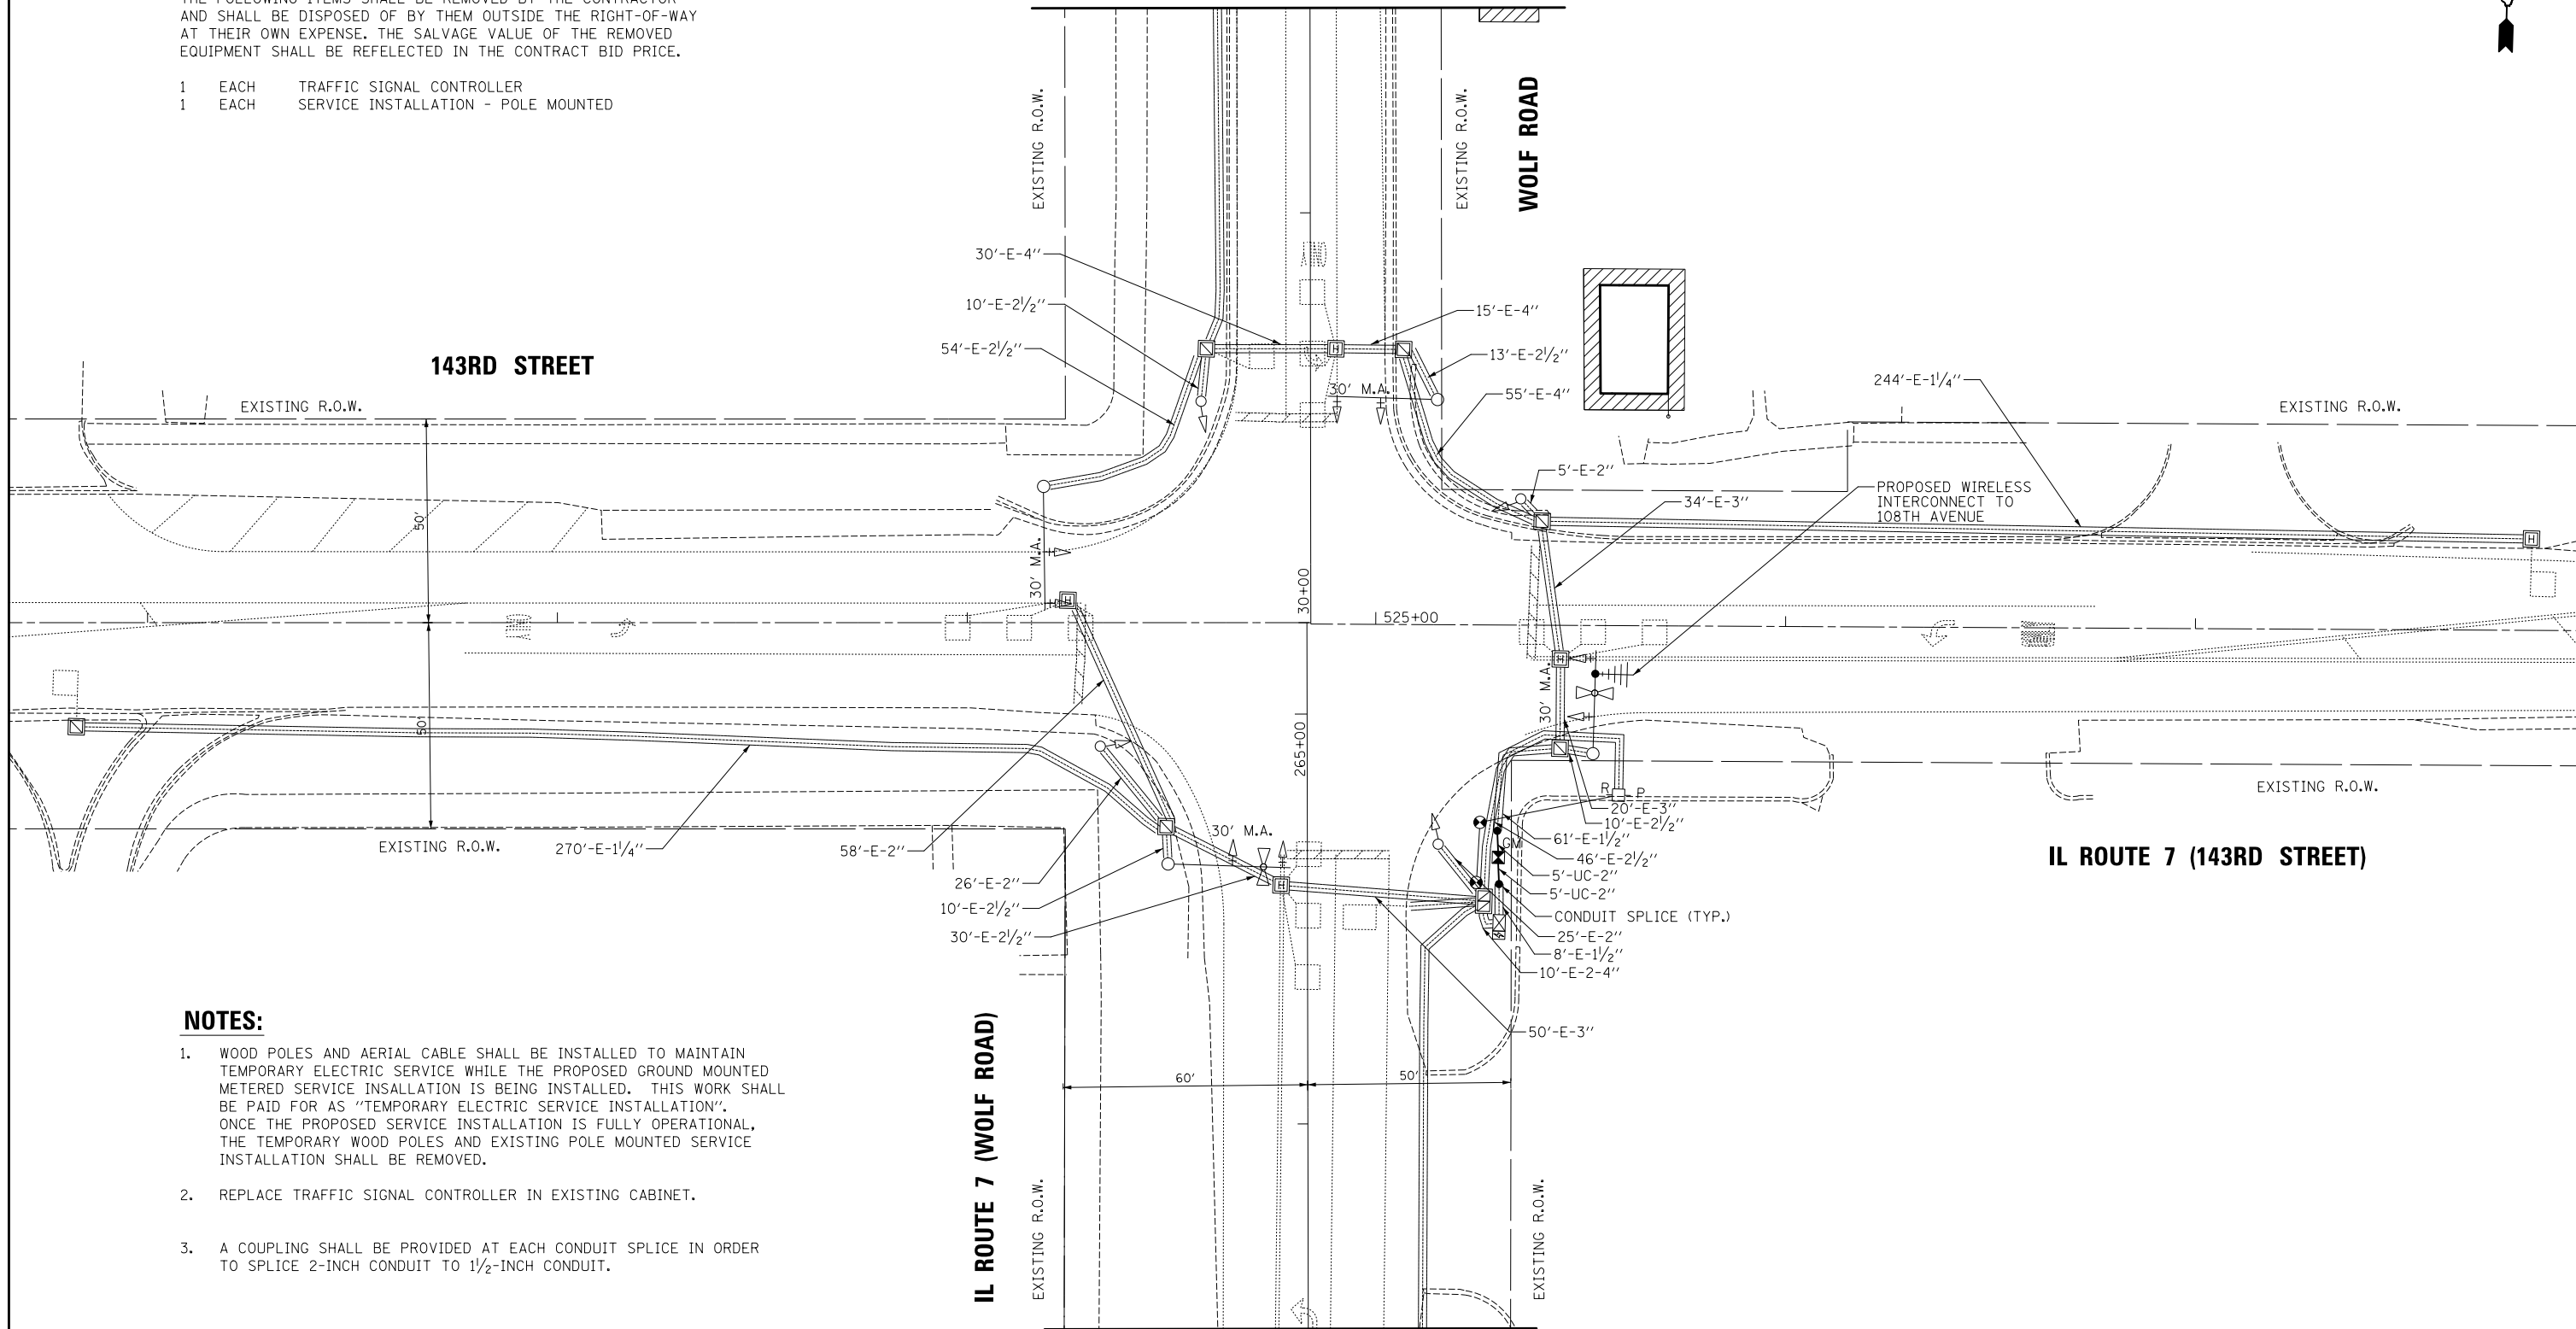 THE FOLLOWING ITEMS SHALL BE REMOVED BY THE CONTRACTOR
AND SHALL BE DISPOSED OF BY THEM OUTSIDE THE RIGHT-OF-WAY
AT THEIR OWN EXPENSE. THE SALVAGE VALUE OF THE REMOVED
EQUIPMENT SHALL BE REFELECTED IN THE CONTRACT BID PRICE.
1 EACH TRAFFIC SIGNAL CONTROLLER
1 EACH SERVICE INSTALLATION - POLE MOUNTED
EXISTING R.O.W.
EXISTING R.O.W.
WOLF ROAD
30'-E-4''
10'-E-2½''
54'-E-2½''
15'-E-4''
13'-E-2½''
55'-E-4''
30' M.A.
H
143RD STREET
EXISTING R.O.W.
244'-E-1¼''
EXISTING R.O.W.
5'-E-2''
34'-E-3''
PROPOSED WIRELESS
INTERCONNECT TO
108TH AVENUE
H
50'
30' M.A.
H
30+00
525+00
H
30' M.A.
50'
265+00
R
P
EXISTING R.O.W.
20'-E-3''
10'-E-2½''
61'-E-1½''
GM
46'-E-2½''
5'-UC-2''
5'-UC-2''
CONDUIT SPLICE (TYP.)
25'-E-2''
8'-E-1½''
10'-E-2-4''
50'-E-3''
EXISTING R.O.W.
270'-E-1¼''
58'-E-2''
30' M.A.
H
26'-E-2''
10'-E-2½''
30'-E-2½''
IL ROUTE 7 (143RD STREET)
NOTES:
1. WOOD POLES AND AERIAL CABLE SHALL BE INSTALLED TO MAINTAIN
TEMPORARY ELECTRIC SERVICE WHILE THE PROPOSED GROUND MOUNTED
METERED SERVICE INSALLATION IS BEING INSTALLED. THIS WORK SHALL
BE PAID FOR AS "TEMPORARY ELECTRIC SERVICE INSTALLATION".
ONCE THE PROPOSED SERVICE INSTALLATION IS FULLY OPERATIONAL,
THE TEMPORARY WOOD POLES AND EXISTING POLE MOUNTED SERVICE
INSTALLATION SHALL BE REMOVED.
2. REPLACE TRAFFIC SIGNAL CONTROLLER IN EXISTING CABINET.
3. A COUPLING SHALL BE PROVIDED AT EACH CONDUIT SPLICE IN ORDER
TO SPLICE 2-INCH CONDUIT TO 1½-INCH CONDUIT.
60'
50'
IL ROUTE 7 (WOLF ROAD)
EXISTING R.O.W.
EXISTING R.O.W.